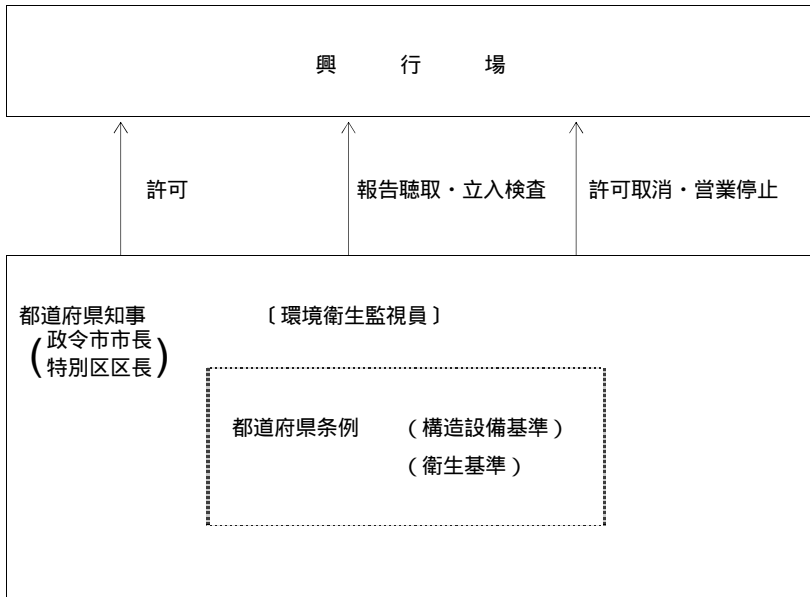 興　行　場
許可　報告聴取・立入検査　許可取消・営業停止
都道府県知事　〔環境衛生監視員〕
(政令市市長
特別区区長)
都道府県条例　(構造設備基準)
(衛生基準)